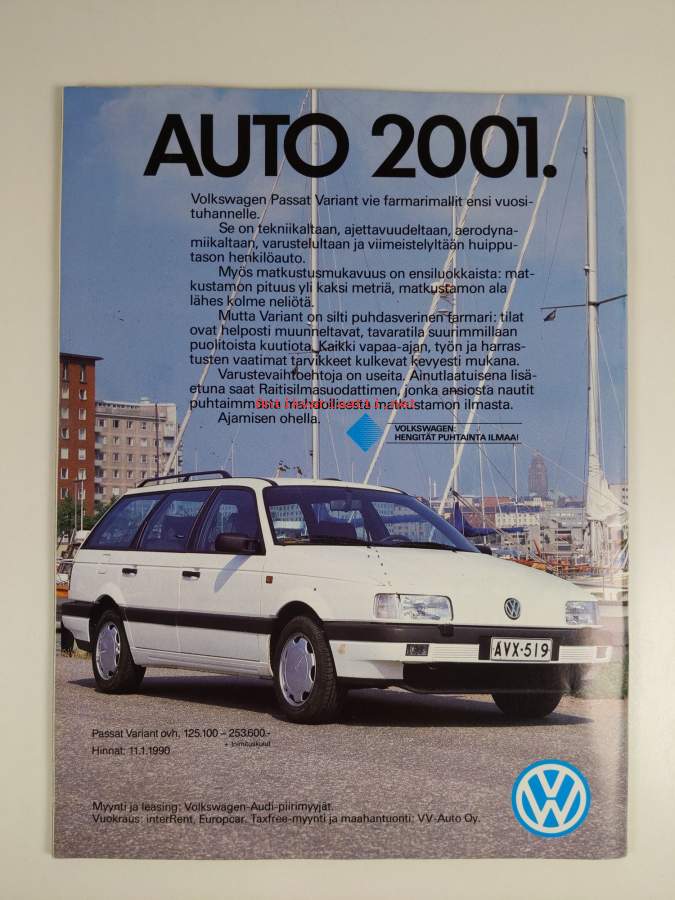 AUTO 2001.
Volkswagen Passat Variant vie farmarimallit ensi vuosi-
tuhannelle.
Se on tekniikaltaan, ajettavuudeltaan, aerodyna-
miikaltaan, varustelultaan ja viimeistelyltään huippu-
tason henkilöauto.
Myös matkustusmukavuus on ensiluokkaista: mat-
kustamon pituus yli kaksi metriä, matkustamon ala
lähes kolme neliötä.
Mutta Variant on silti puhdasverinen farmari: tilat
ovat helposti muunneltavat, tavaratila suurimmillaan
puolitoista kuutiota. Kaikki vapaa-ajan, työn ja harras-
tusten vaatimat tarvikkeet kulkevat kevyesti mukana.
Varustevaihtoehtoja on useita. Ainutlaatuisena lisä-
etuna saat Raitisilmasuodattimen, jonka ansiosta nautit
puhtaimmasta mahdollisesta matkustamon ilmasta.
Ajamisen ohella.
VOLKSWAGEN:
HENGITÄT PUHTAINTA ILMAA!
AVX-519
Passat Variant ovh. 125.100 – 253.600.-
+ toimituskulut
Hinnat: 11.1.1990
Myynti ja leasing: Volkswagen-Audi-piirimyyjät.
Vuokraus: interRent, Europcar. Taxfree-myynti ja maahantuonti: VV-Auto Oy.